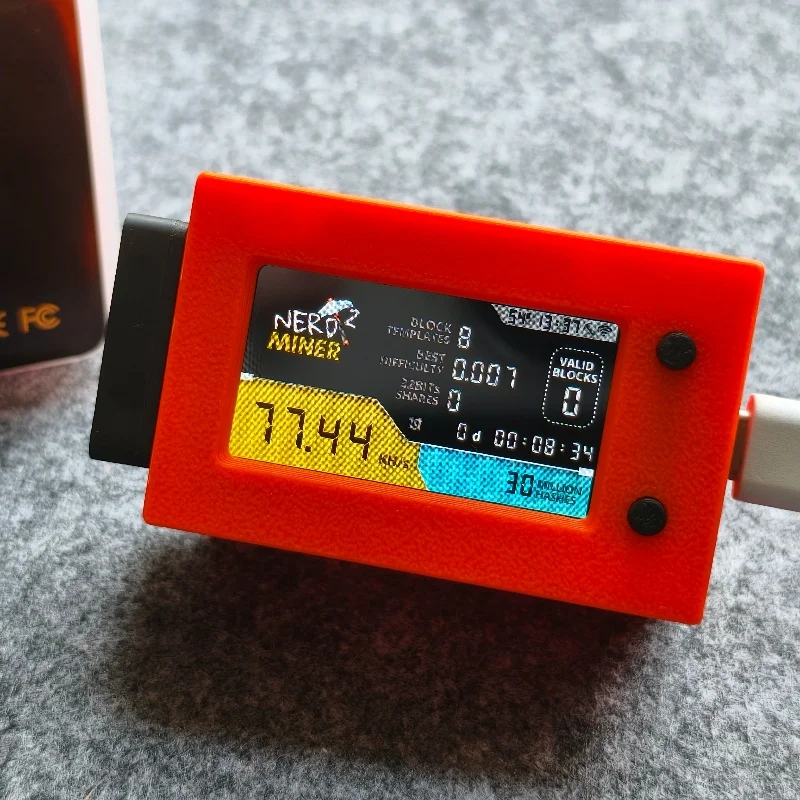 FC
NERD 2
MINER
BLOCK
TEMPLATES 8
BEST
DIFFICULTY 0.007
32BITS
SHARES 0
VALID
BLOCKS
0
0d 00:08:34
77.44 KH/s
30 MILLION
HASHES